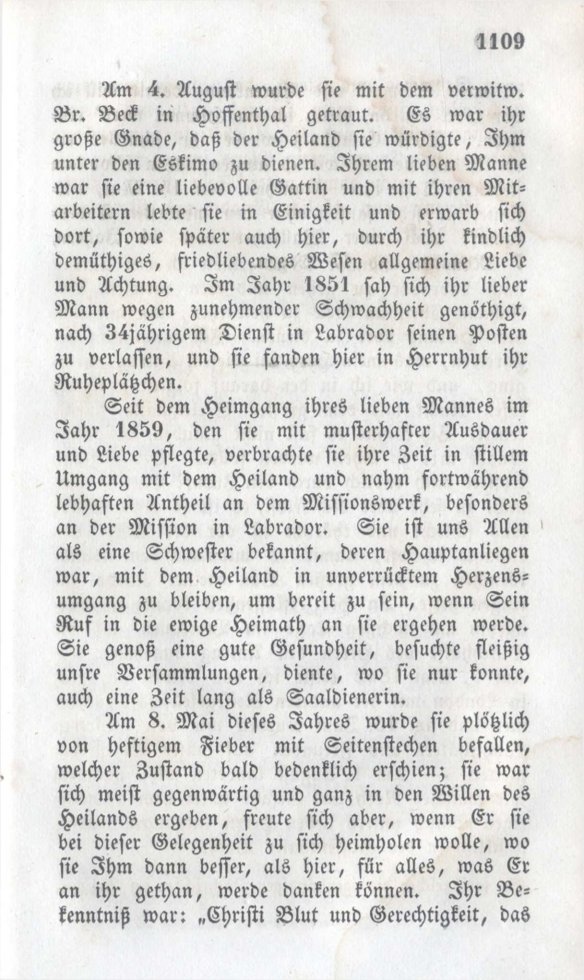 1109
Am 4. August wurde sie mit dem verwitw.
Br. Beck in Hoffenthal getraut. Es war ihr
große Gnade, daß der Heiland sie würdigte, Ihm
unter den Eskimo zu dienen. Ihrem lieben Manne
war sie eine liebevolle Gattin und mit ihren Mit-
arbeitern lebte sie in Einigkeit und erwarb sich
dort, sowie später auch hier, durch ihr kindlich
demüthiges, friedliebendes Wesen allgemeine Liebe
und Achtung. Im Jahr 1851 sah sich ihr lieber
Mann wegen zunehmender Schwachheit genöthigt,
nach 34jährigem Dienst in Labrador seinen Posten
zu verlassen, und sie fanden hier in Herrnhut ihr
Ruheplätzchen.
Seit dem Heimgang ihres lieben Mannes im
Jahr 1859, den sie mit musterhafter Ausdauer
und Liebe pflegte, verbrachte sie ihre Zeit in stillem
Umgang mit dem Heiland und nahm fortwährend
lebhaften Antheil an dem Missionswerk, besonders
an der Mission in Labrador. Sie ist uns Allen
als eine Schwester bekannt, deren Hauptanliegen
war, mit dem Heiland in unverrücktem Herzens-
umgang zu bleiben, um bereit zu sein, wenn Sein
Ruf in die ewige Heimath an sie ergehen werde.
Sie genoß eine gute Gesundheit, besuchte fleißig
unsre Versammlungen, diente, wo sie nur konnte,
auch eine Zeit lang als Saaldienerin.
Am 8. Mai dieses Jahres wurde sie plötzlich
von heftigem Fieber mit Seitenstechen befallen,
welcher Zustand bald bedenklich erschien; sie war
sich meist gegenwärtig und ganz in den Willen des
Heilands ergeben, freute sich aber, wenn Er sie
bei dieser Gelegenheit zu sich heimholen wolle, wo
sie Ihm dann besser, als hier, für alles, was Er
an ihr gethan, werde danken können. Ihr Be-
kenntniß war: „Christi Blut und Gerechtigkeit, das